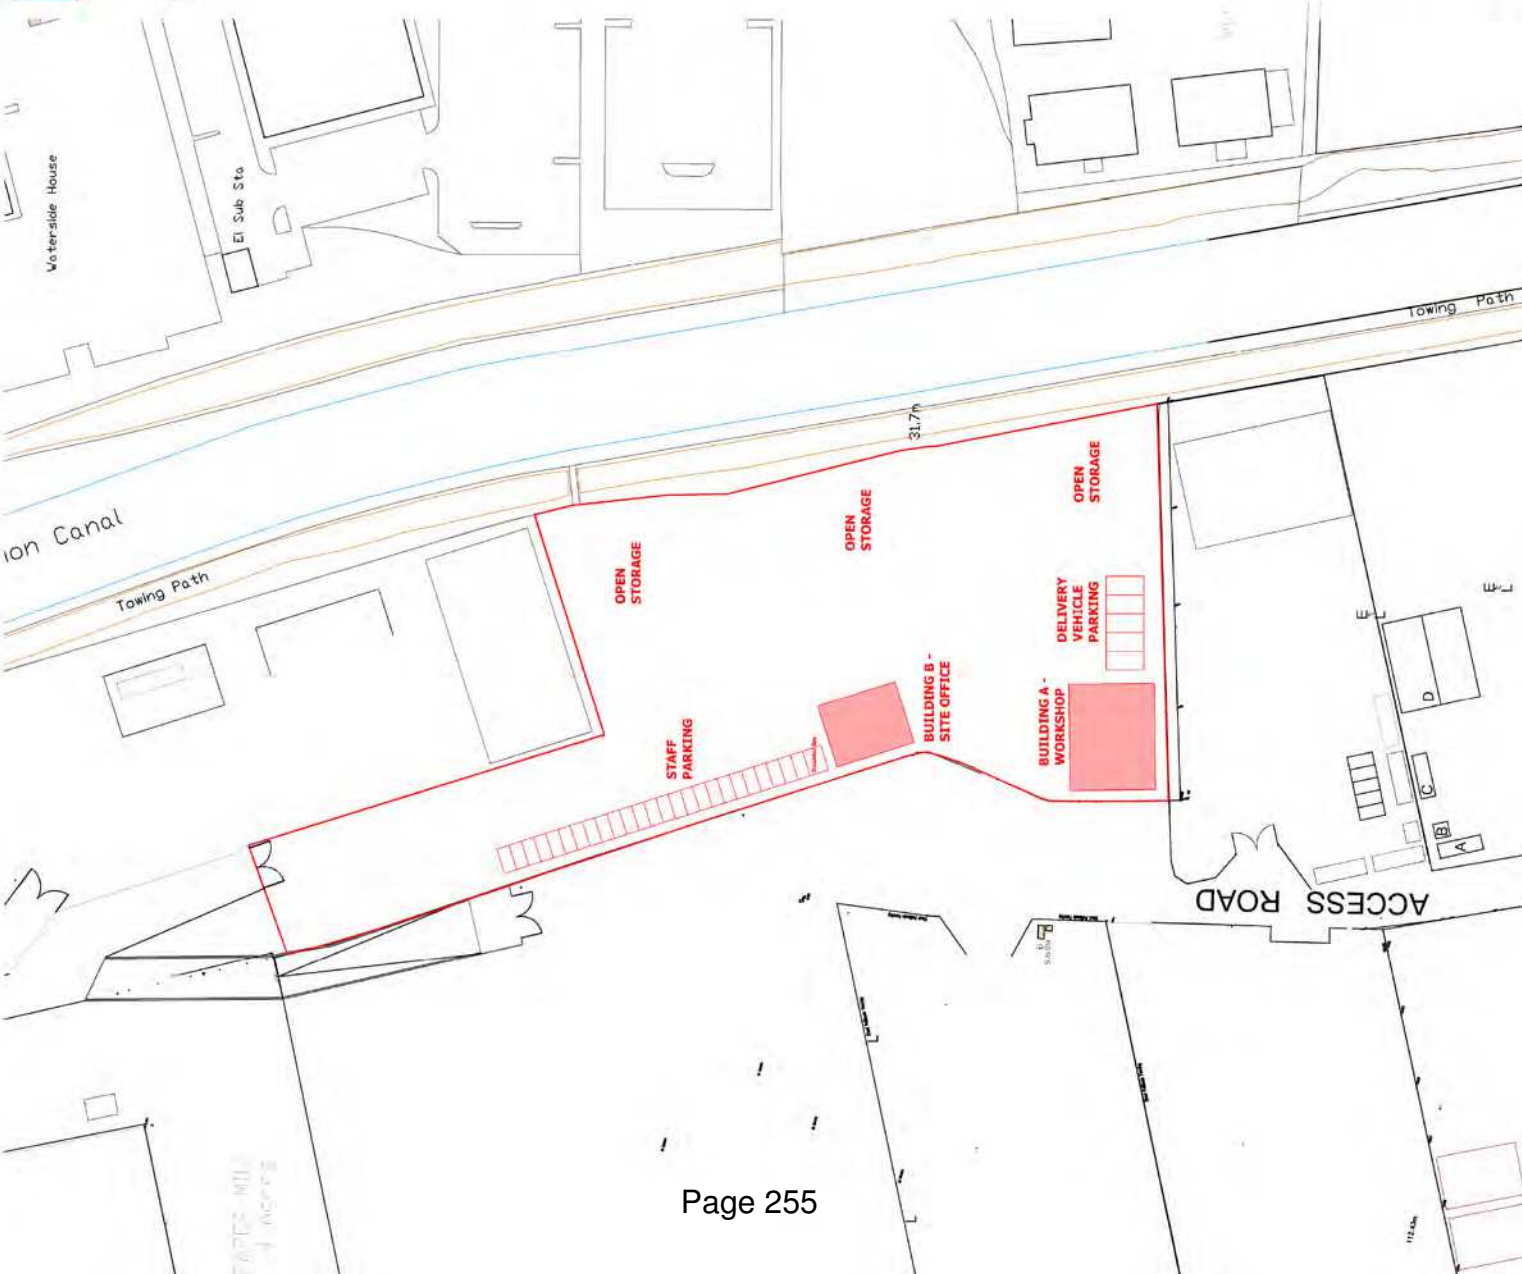 Waterside House
El Sub Sta
Towing Path
ion Canal
Towing Path
31.7m
OPEN
STORAGE
OPEN
STORAGE
OPEN
STORAGE
DELIVERY
VEHICLE
PARKING
BUILDING B -
SITE OFFICE
BUILDING A -
WORKSHOP
STAFF
PARKING
E
L
E
L
D
C
B
A
ACCESS ROAD
El
L
L
Page 255